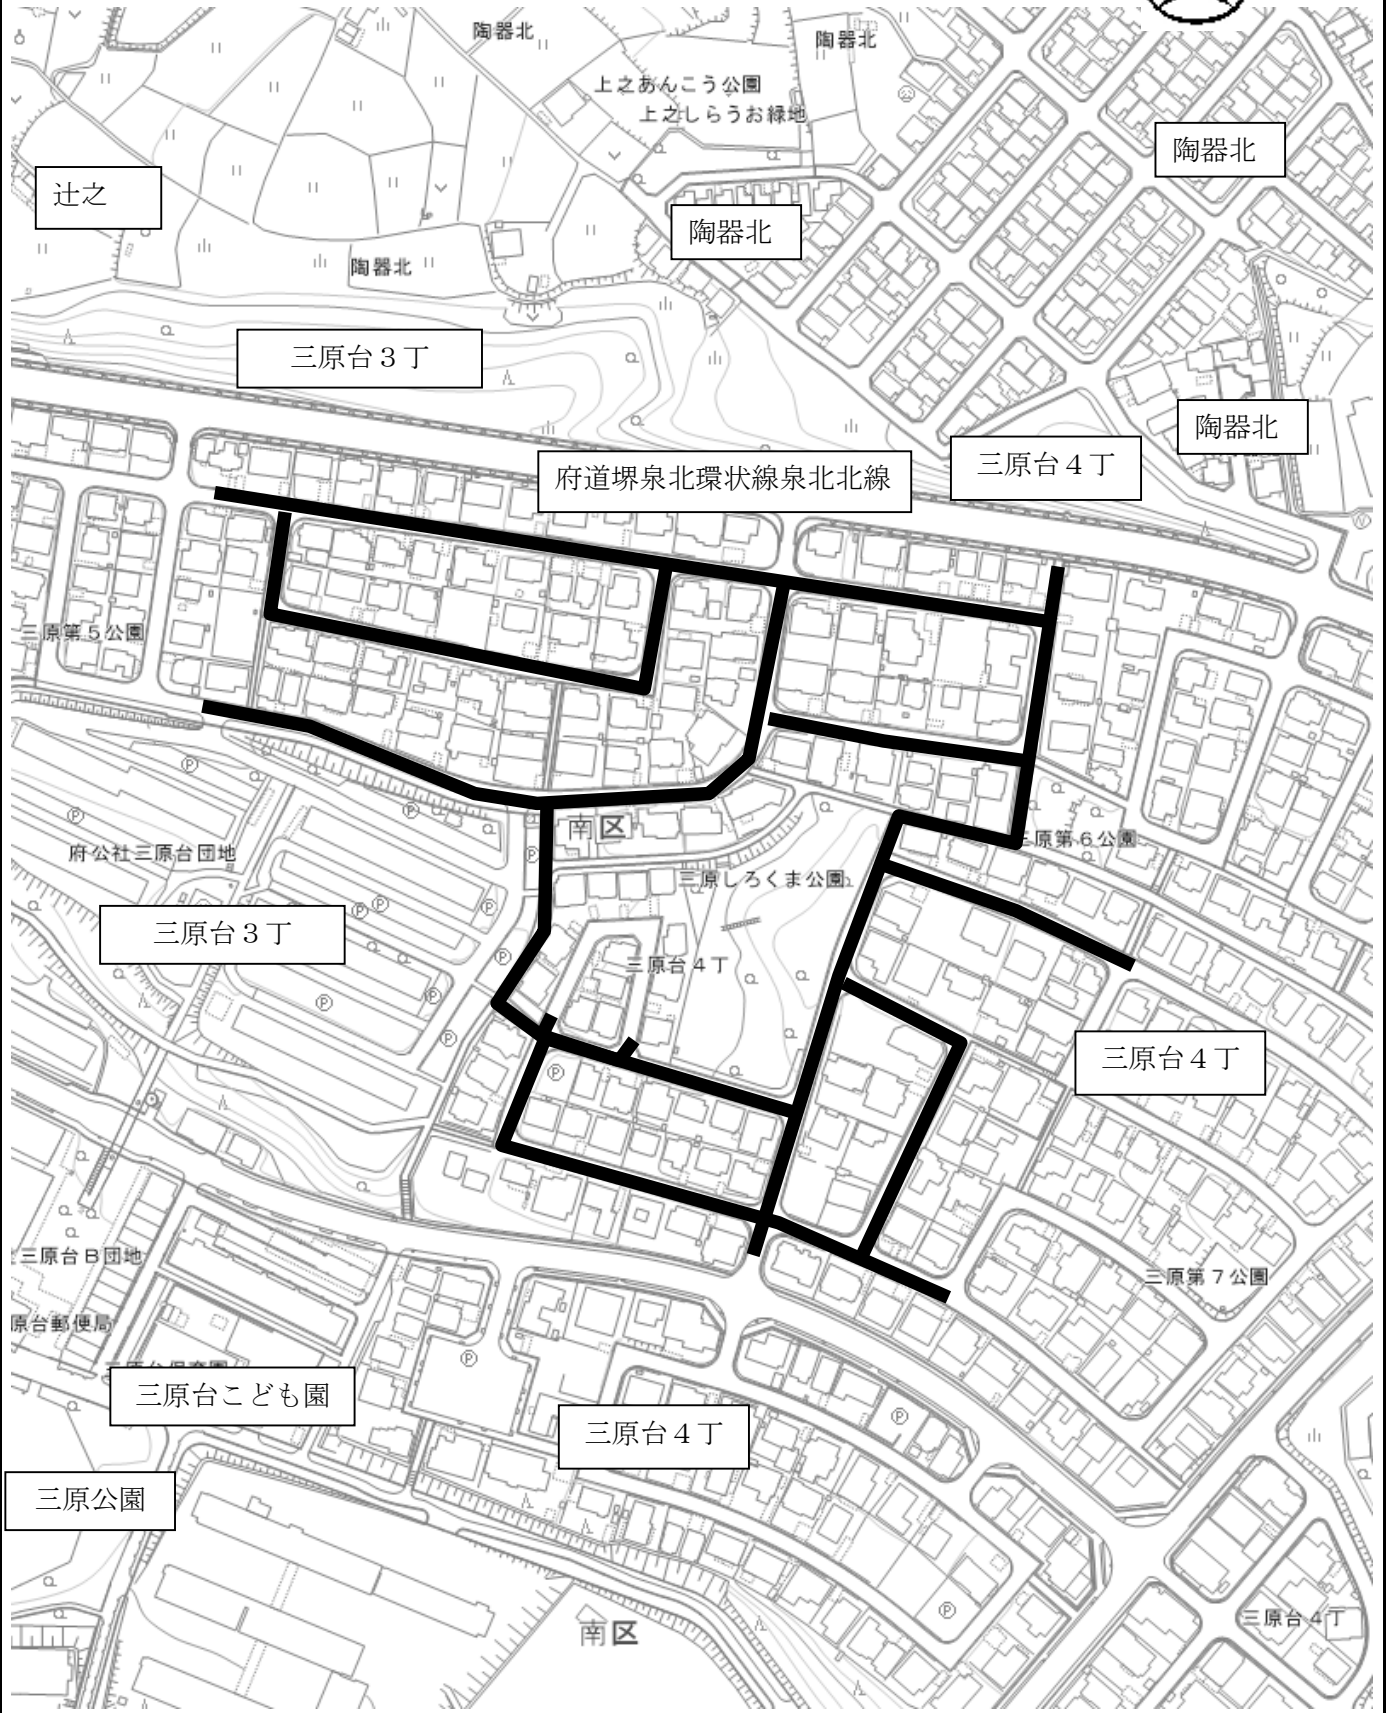 陶器北
陶器北
上之あんこう公園
上之しらうお緑地
陶器北
辻之
陶器北
陶器北
三原台３丁
陶器北
府道堺泉北環状線泉北北線
三原台４丁
三原第５公園
南区
三原第６公園
府公社三原台団地
三原しろくま公園
三原台３丁
三原台４丁
三原台４丁
三原台Ｂ団地
三原第７公園
原台郵便局
三原台こども園
三原台４丁
三原公園
三原台４丁
南区